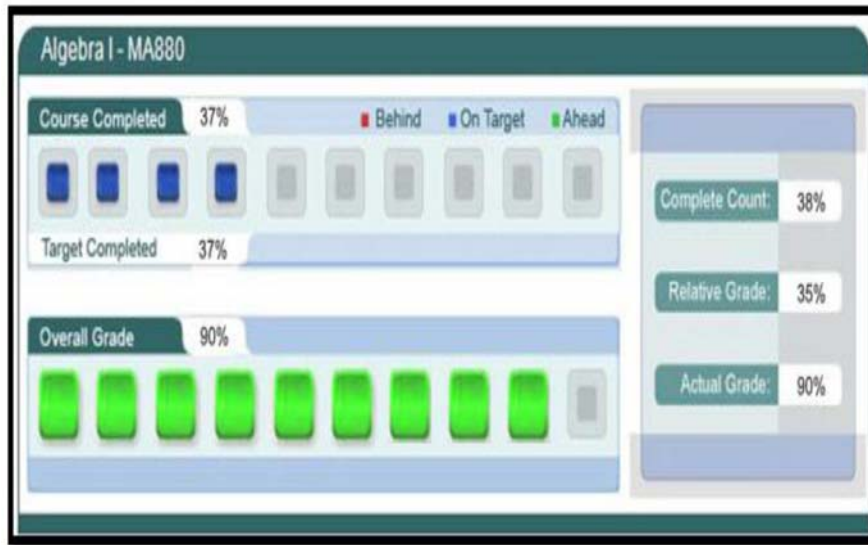 Algebra I - MA880
Course Completed 37% Behind On Target Ahead
Target Completed 37%
Overall Grade 90%
Complete Count: 38%
Relative Grade: 35%
Actual Grade: 90%